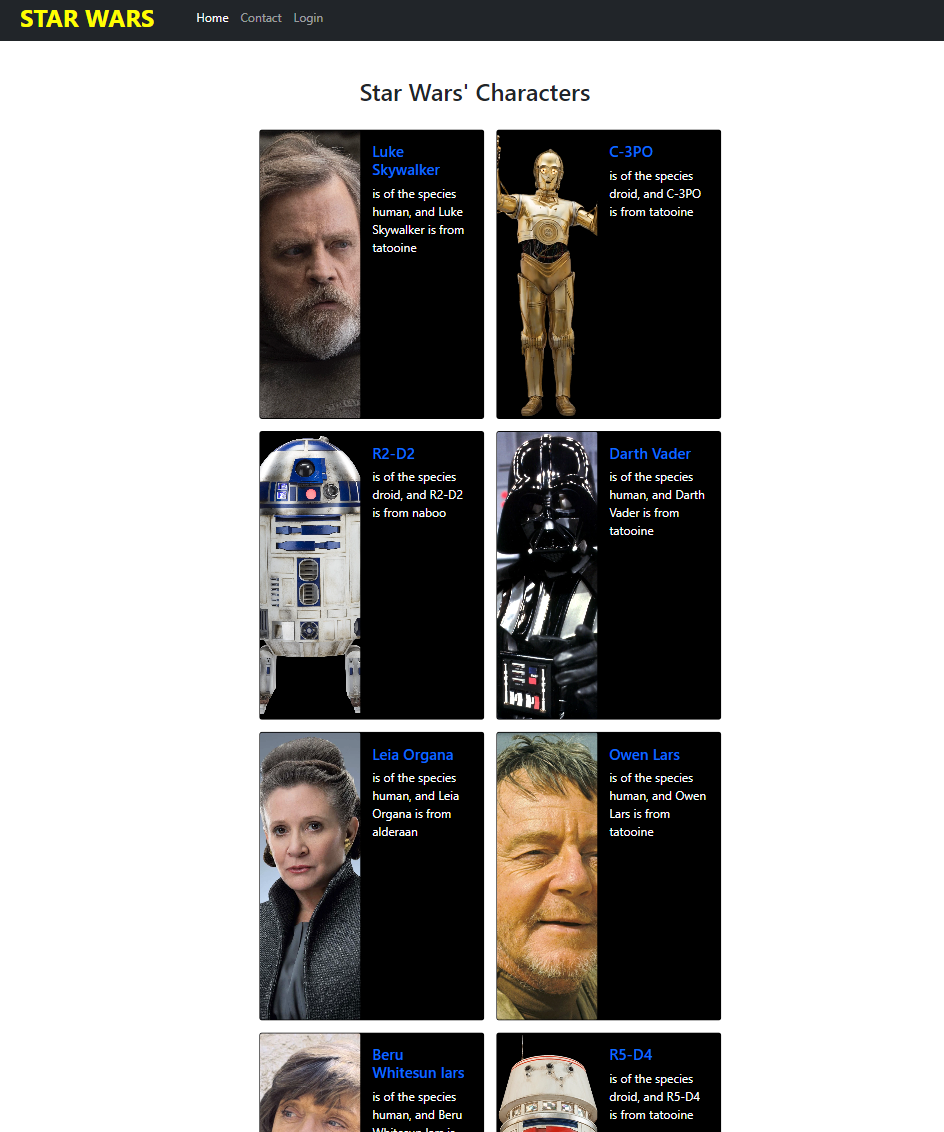 STAR WARS Home Contact Login
Star Wars' Characters
Luke
Skywalker
is of the species
human, and Luke
Skywalker is from
tatooine
C-3PO
is of the species
droid, and C-3PO
is from tatooine
R2-D2
is of the species
droid, and R2-D2
is from naboo
Darth Vader
is of the species
human, and Darth
Vader is from
tatooine
Leia Organa
is of the species
human, and Leia
Organa is from
alderaan
Owen Lars
is of the species
human, and Owen
Lars is from
tatooine
Beru
Whitesun lars
is of the species
human, and Beru
Whitesun lars is
R5-D4
is of the species
droid, and R5-D4
is from tatooine